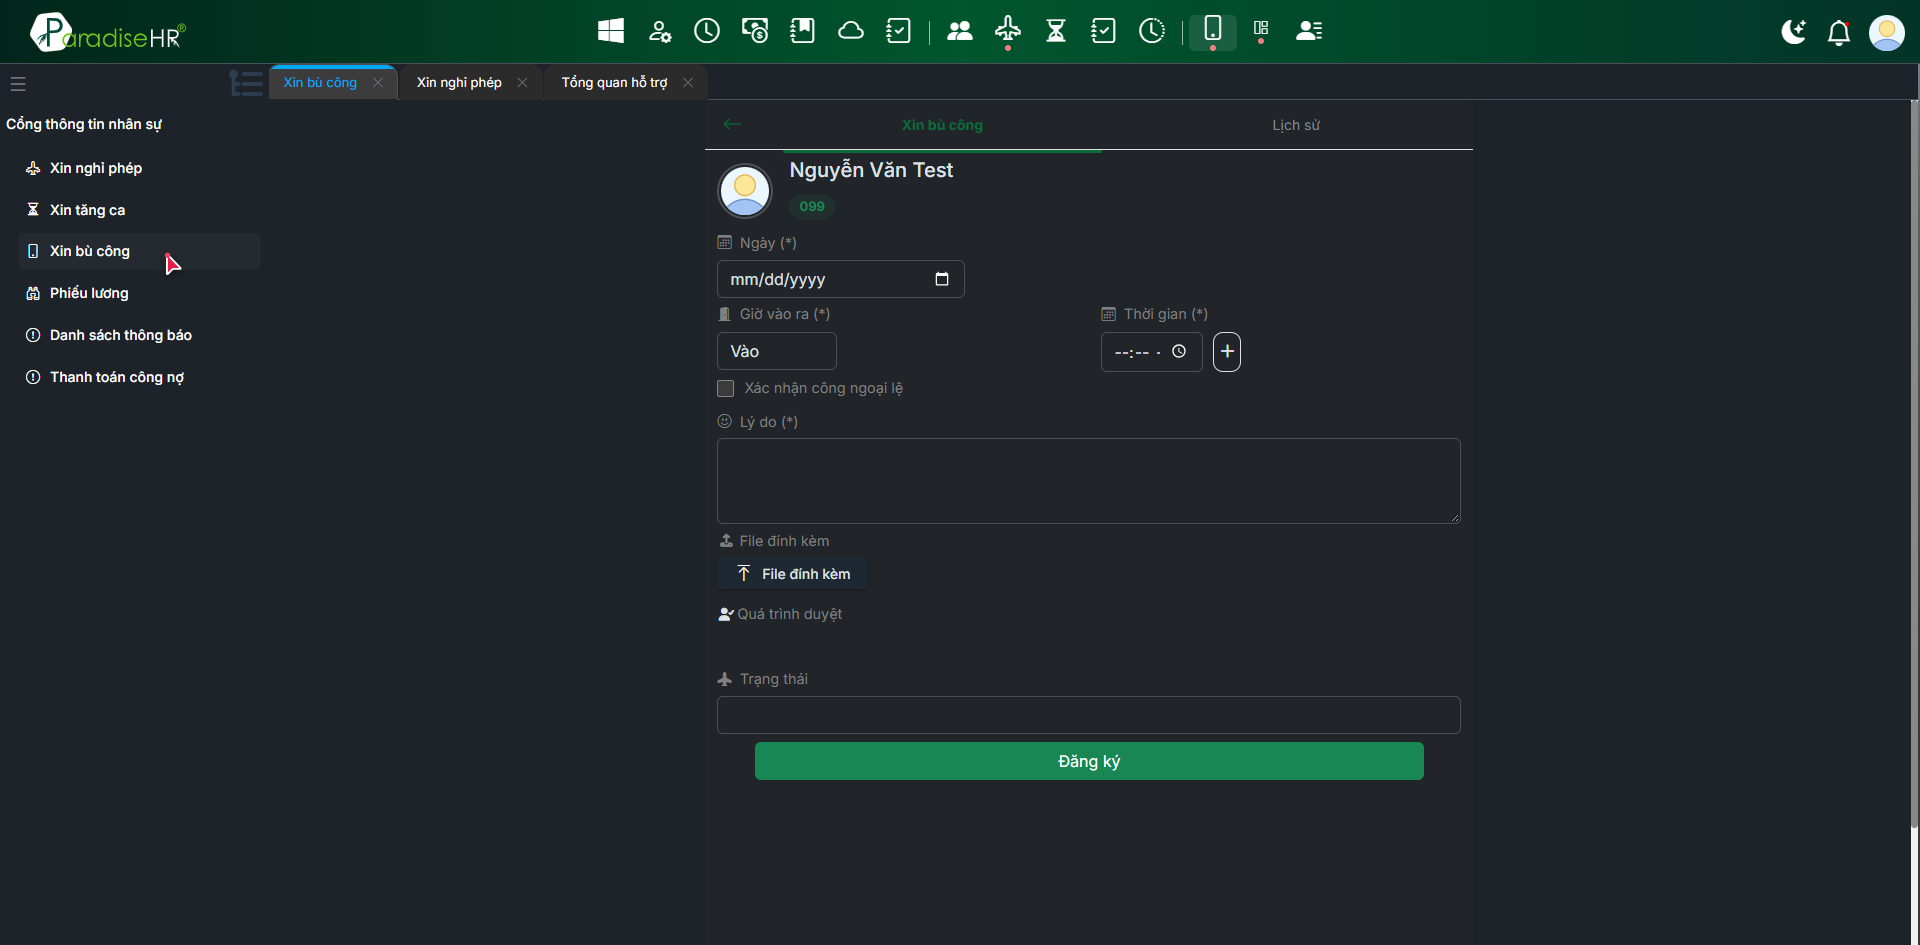 ParadiseHR®
Xin bù công
Xin nghỉ phép
Tổng quan hỗ trợ
Cổng thông tin nhân sự
Xin nghỉ phép
Xin tăng ca
Xin bù công
Phiếu lương
Danh sách thông báo
Thanh toán công nợ
Xin bù công
Lịch sử
Nguyễn Văn Test
099
Ngày (*)
mm/dd/yyyy
Giờ vào ra (*)
Thời gian (*)
Vào
--:-- -
+
Xác nhận công ngoại lệ
Lý do (*)
File đính kèm
File đính kèm
Quá trình duyệt
Trạng thái
Đăng ký